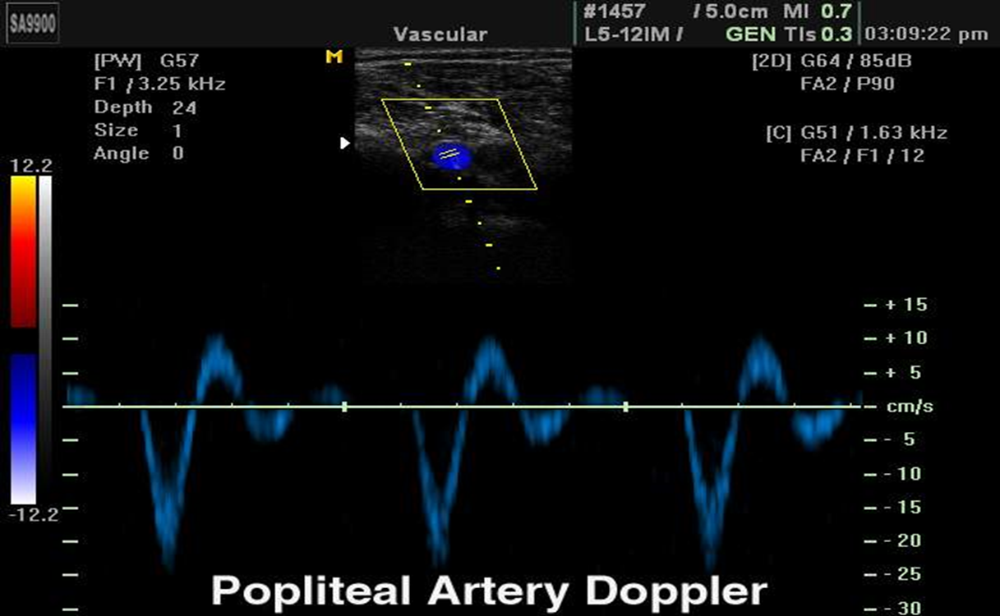 SA9900
Vascular
#1457 / 5.0cm MI 0.7
L5-12IM / GEN TIs 0.3 03:09:22 pm
[PW] G57
F1 / 3.25 kHz
Depth 24
Size 1
Angle 0
M
[2D] G64 / 85dB
FA2 / P90
[C] G51 / 1.63 kHz
FA2 / F1 / 12
12.2
-12.2
+ 15
+ 10
+ 5
cm/s
- 5
- 10
- 15
- 20
- 25
- 30
Popliteal Artery Doppler